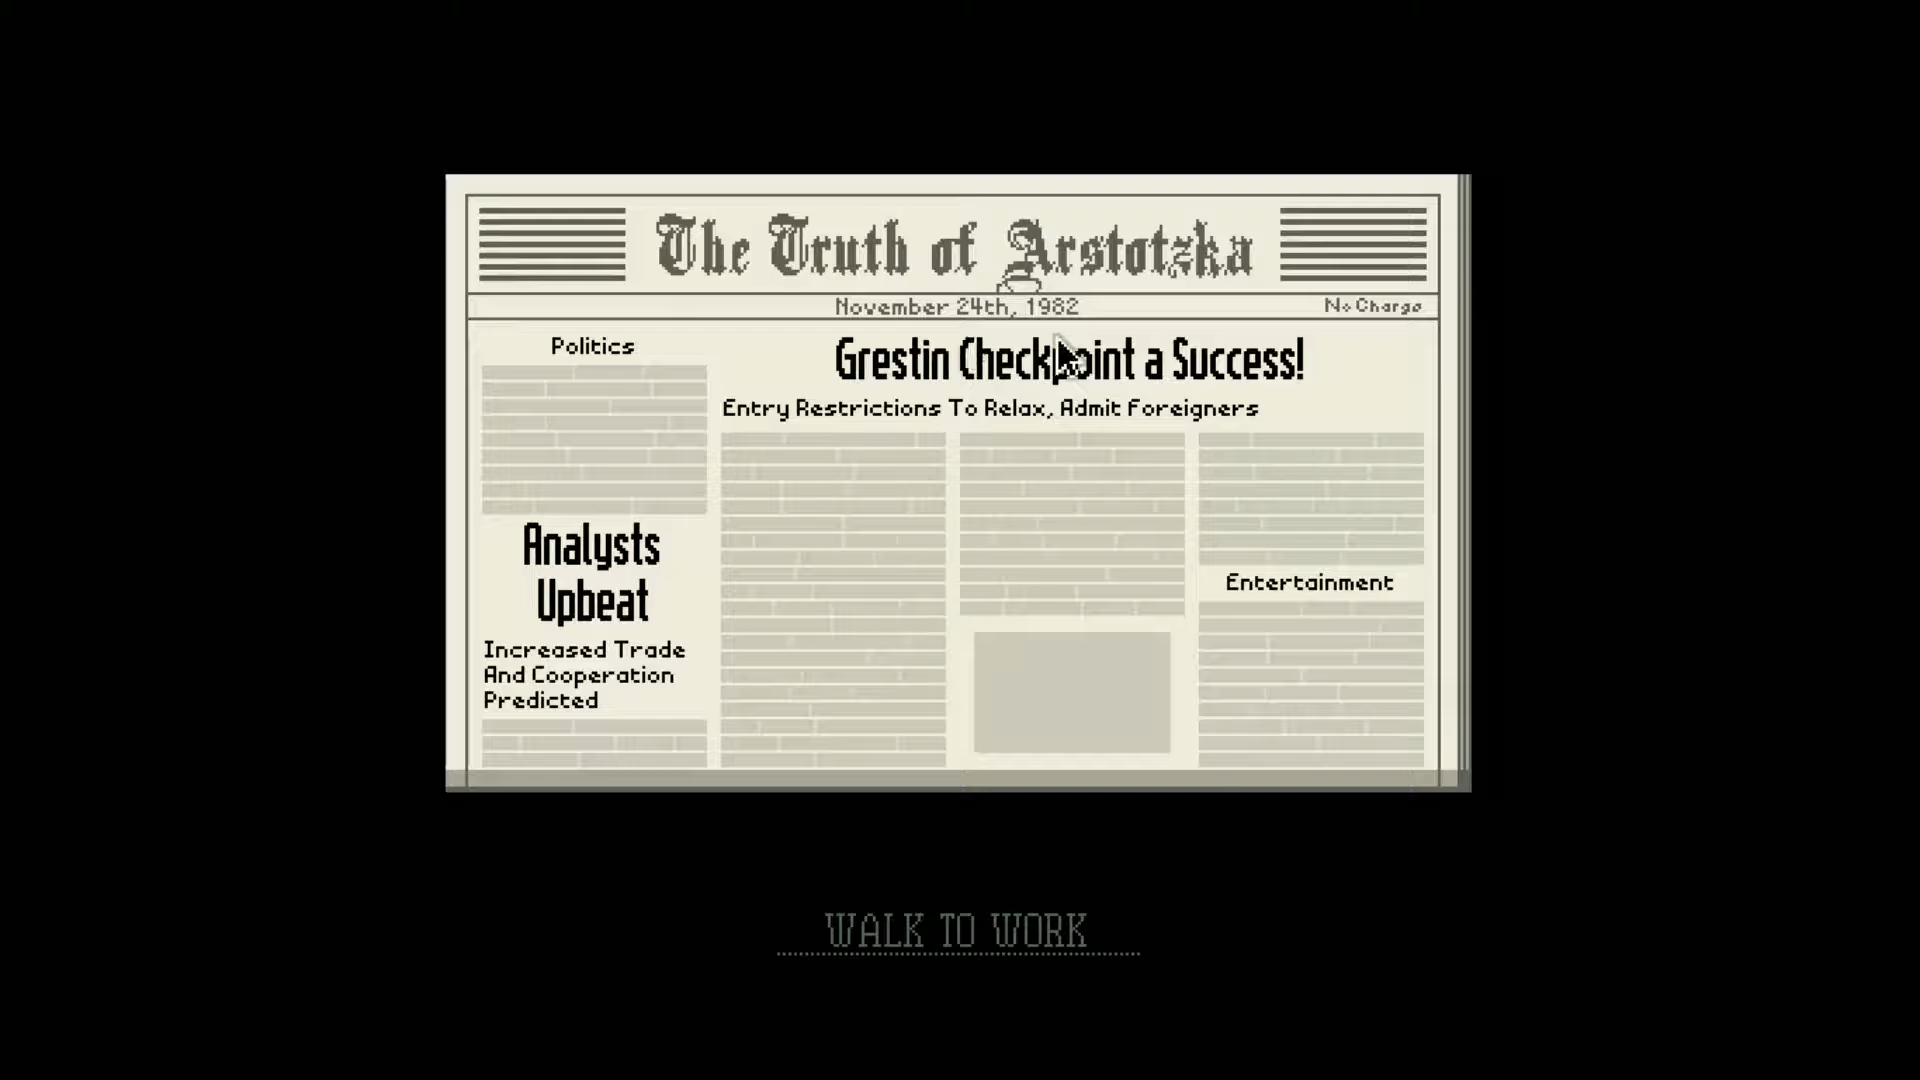 The Truth of Arstotzka
November 24th, 1982
No Charge
Politics
Analysts
Upbeat
Increased Trade
And Cooperation
Predicted
Grestin Checkpoint a Success!
Entry Restrictions To Relax, Admit Foreigners
Entertainment
WALK TO WORK